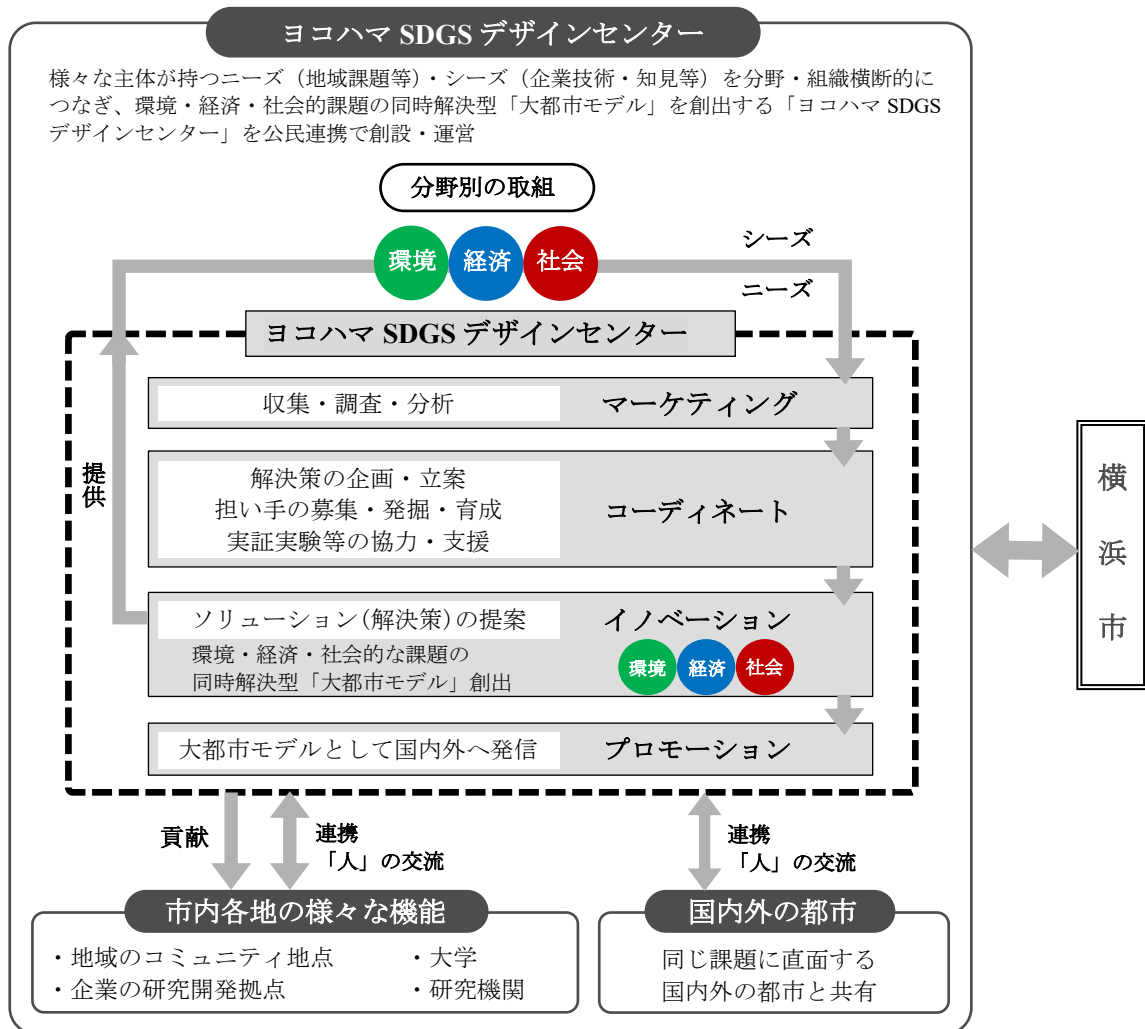 ヨコハマ SDGS デザインセンター
様々な主体が持つニーズ（地域課題等）・シーズ（企業技術・知見等）を分野・組織横断的に
つなぎ、環境・経済・社会的課題の同時解決型「大都市モデル」を創出する「ヨコハマ SDGS
デザインセンター」を公民連携で創設・運営
分野別の取組
環境 経済 社会
シーズ
ニーズ
ヨコハマ SDGS デザインセンター
収集・調査・分析 マーケティング
提供
解決策の企画・立案
担い手の募集・発掘・育成
実証実験等の協力・支援
コーディネート
ソリューション(解決策)の提案 イノベーション
環境・経済・社会的な課題の
同時解決型「大都市モデル」創出
環境 経済 社会
大都市モデルとして国内外へ発信 プロモーション
横浜市
貢献
連携
「人」の交流
連携
「人」の交流
市内各地の様々な機能
・地域のコミュニティ地点 ・大学
・企業の研究開発拠点 ・研究機関
国内外の都市
同じ課題に直面する
国内外の都市と共有